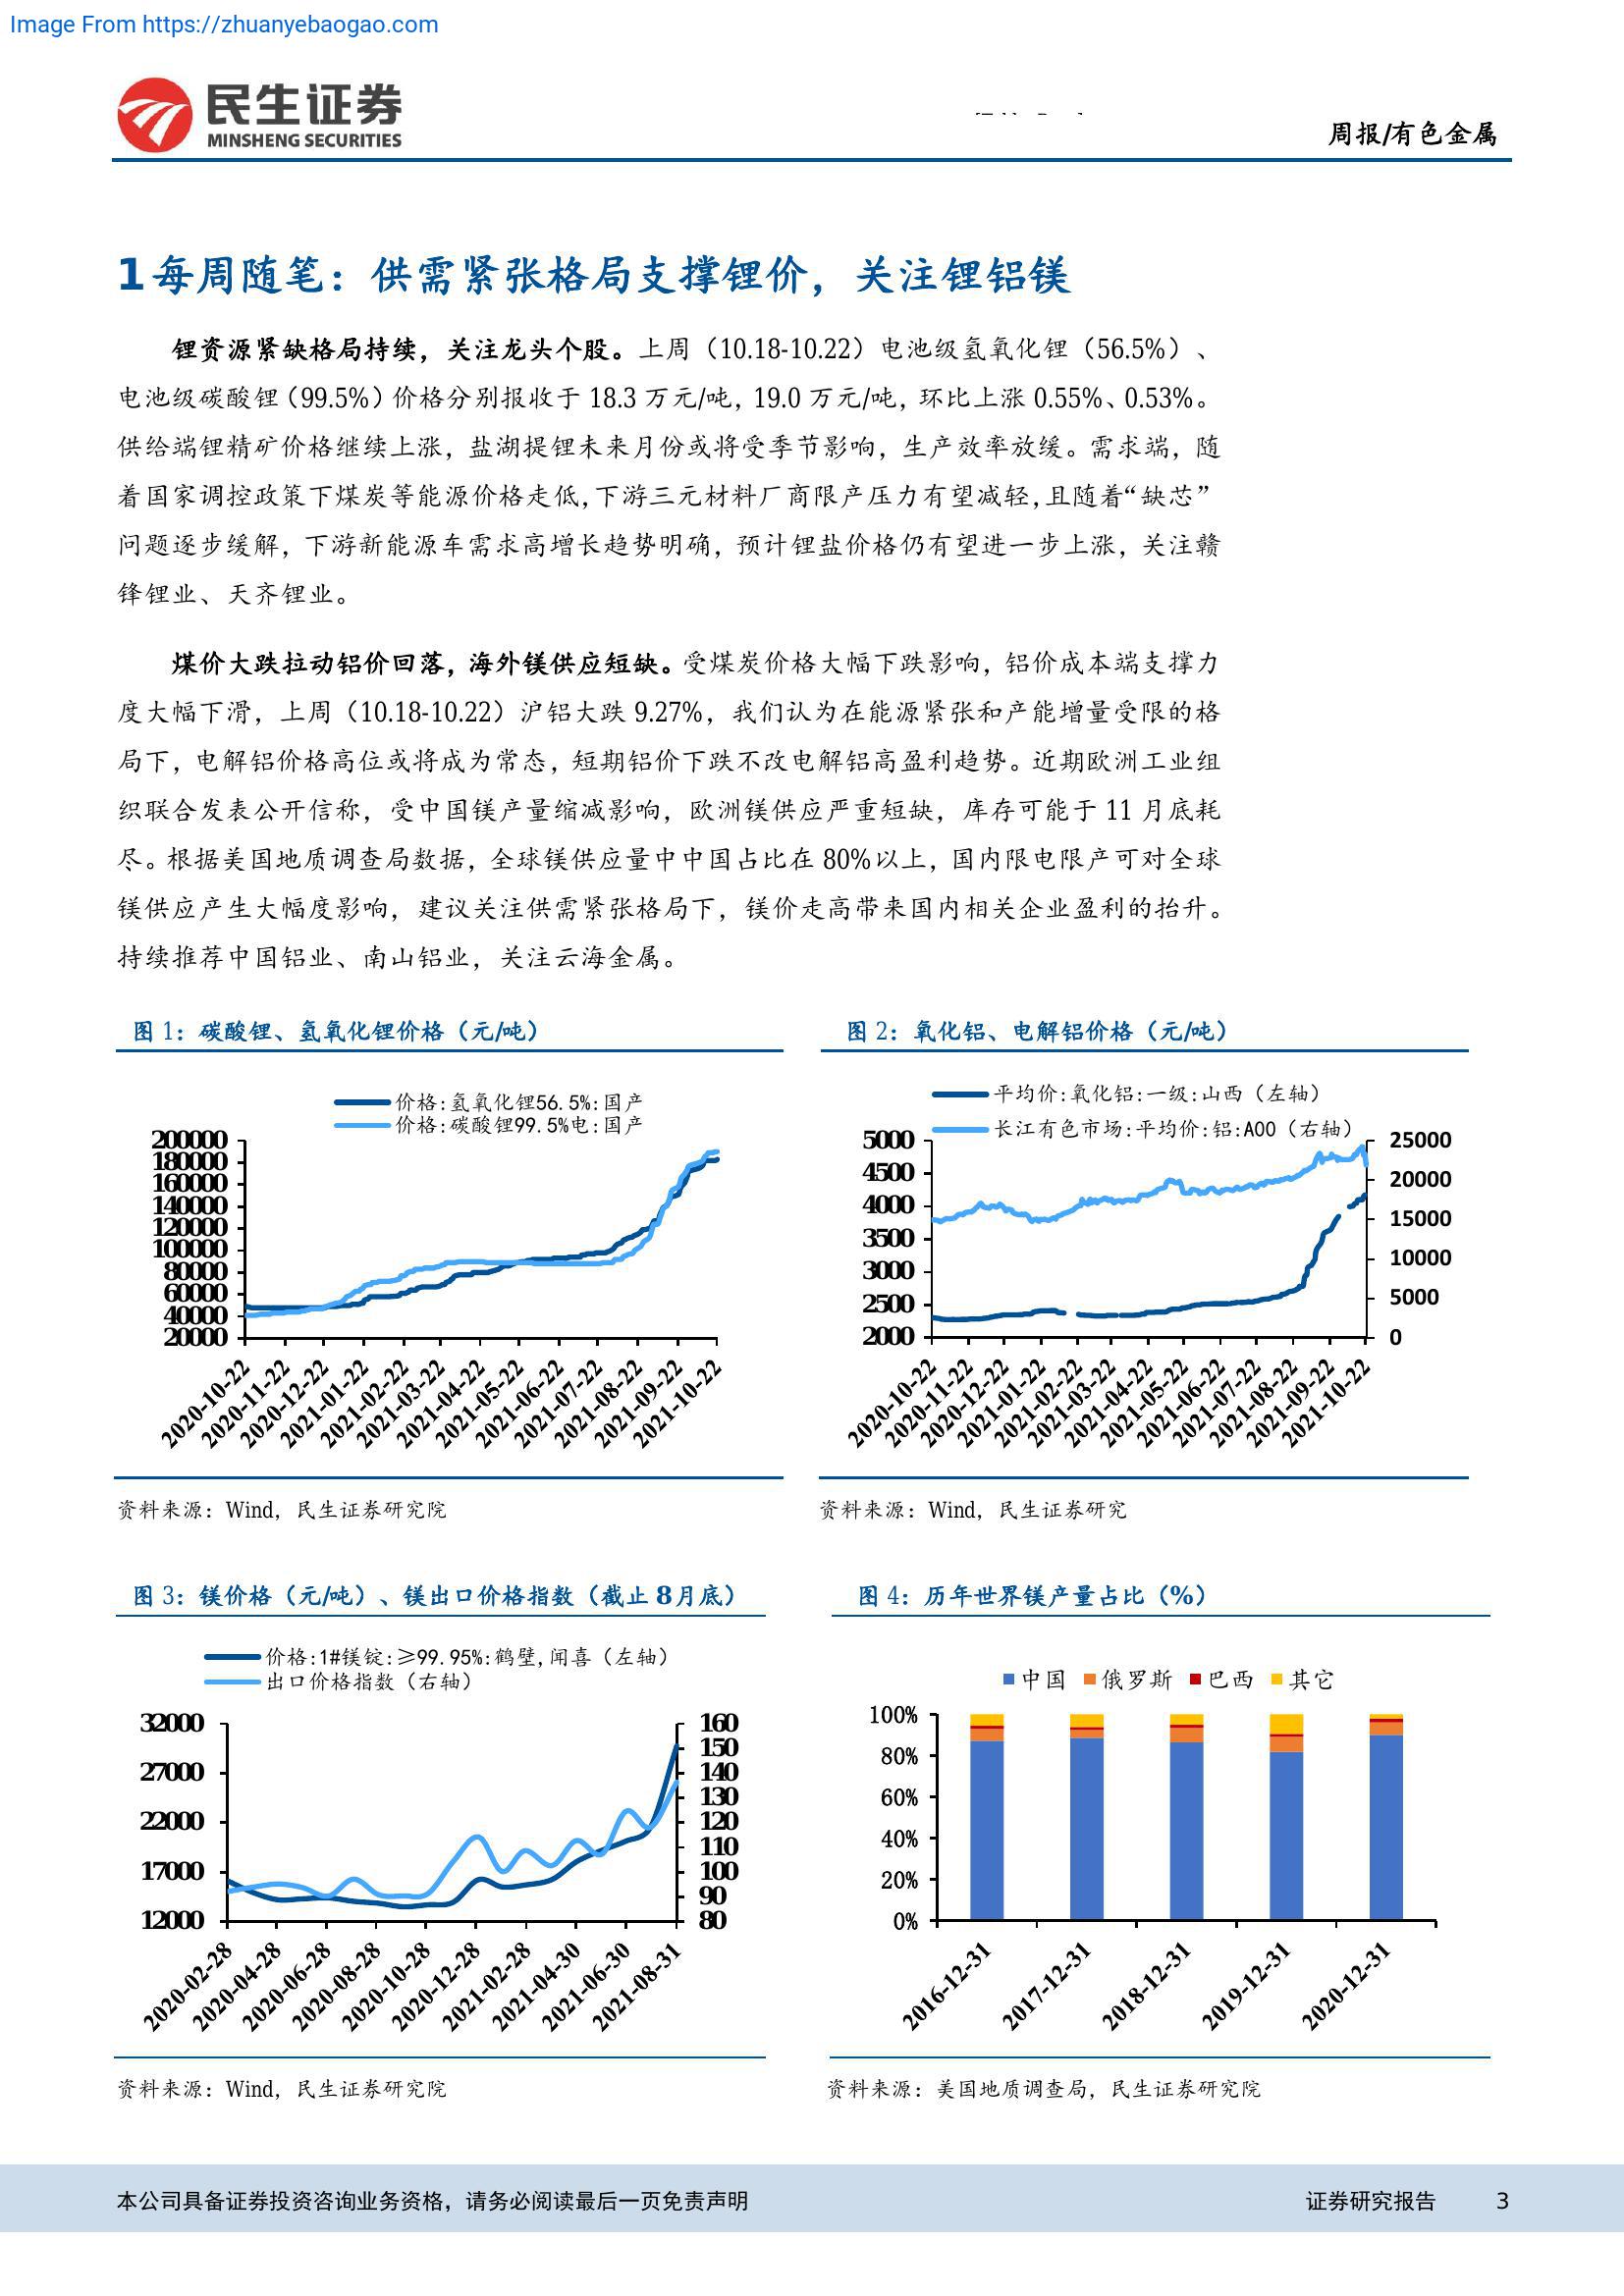 Image From https://zhuanyebaogao.com
民生证券
MINSHENG SECURITIES
周报/有色金属
1每周随笔：供需紧张格局支撑锂价，关注锂铝镁
锂资源紧缺格局持续，关注龙头个股。上周（10.18-10.22）电池级氢氧化锂（56.5%）、
电池级碳酸锂（99.5%）价格分别报收于 18.3 万元/吨，19.0 万元/吨，环比上涨 0.55%、0.53%。
供给端锂精矿价格继续上涨，盐湖提锂未来月份或将受季节影响，生产效率放缓。需求端，随
着国家调控政策下煤炭等能源价格走低，下游三元材料厂商限产压力有望减轻，且随着“缺芯”
问题逐步缓解，下游新能源车需求高增长趋势明确，预计锂盐价格仍有望进一步上涨，关注赣
锋锂业、天齐锂业。
煤价大跌拉动铝价回落，海外镁供应短缺。受煤炭价格大幅下跌影响，铝价成本端支撑力
度大幅下滑，上周（10.18-10.22）沪铝大跌 9.27%，我们认为在能源紧张和产能增量受限的格
局下，电解铝价格高位或将成为常态，短期铝价下跌不改电解铝高盈利趋势。近期欧洲工业组
织联合发表公开信称，受中国镁产量缩减影响，欧洲镁供应严重短缺，库存可能于 11 月底耗
尽。根据美国地质调查局数据，全球镁供应量中中国占比在 80%以上，国内限电限产可对全球
镁供应产生大幅度影响，建议关注供需紧张格局下，镁价走高带来国内相关企业盈利的抬升。
持续推荐中国铝业、南山铝业，关注云海金属。
图 1：碳酸锂、氢氧化锂价格（元/吨）
价格:氢氧化锂56.5%:国产
价格:碳酸锂99.5%电:国产
200000
180000
160000
140000
120000
100000
80000
60000
40000
20000
2020-10-22
2020-11-22
2020-12-22
2021-01-22
2021-02-22
2021-03-22
2021-04-22
2021-05-22
2021-06-22
2021-07-22
2021-08-22
2021-09-22
2021-10-22
资料来源：Wind，民生证券研究院
图 2：氧化铝、电解铝价格（元/吨）
平均价:氧化铝:一级:山西（左轴）
长江有色市场:平均价:铝:A00（右轴）
5000
4500
4000
3500
3000
2500
2000
25000
20000
15000
10000
5000
0
2020-10-22
2020-11-22
2020-12-22
2021-01-22
2021-02-22
2021-03-22
2021-04-22
2021-05-22
2021-06-22
2021-07-22
2021-08-22
2021-09-22
2021-10-22
资料来源：Wind，民生证券研究
图 3：镁价格（元/吨）、镁出口价格指数（截止 8月底）
价格:1#镁锭:≥99.95%:鹤壁,闻喜（左轴）
出口价格指数（右轴）
32000
27000
22000
17000
12000
160
150
140
130
120
110
100
90
80
2020-02-28
2020-04-28
2020-06-28
2020-08-28
2020-10-28
2020-12-28
2021-02-28
2021-04-30
2021-06-30
2021-08-31
资料来源：Wind，民生证券研究院
图 4：历年世界镁产量占比（%）
中国 俄罗斯 巴西 其它
100%
80%
60%
40%
20%
0%
2016-12-31
2017-12-31
2018-12-31
2019-12-31
2020-12-31
资料来源：美国地质调查局，民生证券研究院
本公司具备证券投资咨询业务资格，请务必阅读最后一页免责声明
证券研究报告 3